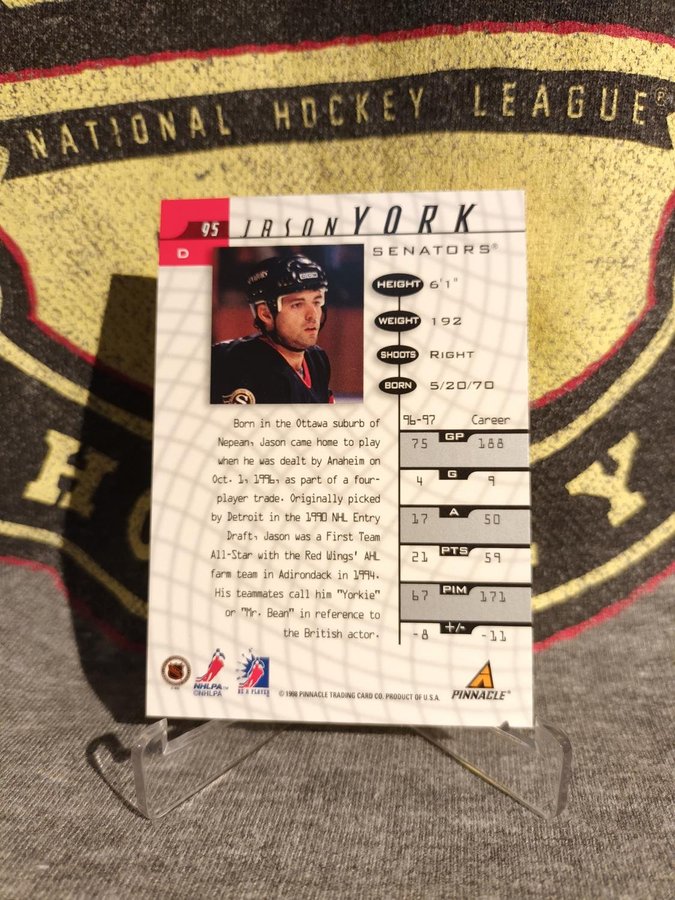 NATIONAL HOCKEY LEAGUE®
95 JASON YORK
D
SENATORS®
HEIGHT 6'1"
WEIGHT 192
SHOOTS RIGHT
BORN 5/20/70
Born in the Ottawa suburb of
Nepean, Jason came home to play
when he was dealt by Anaheim on
Oct. 1, 1996, as part of a four-
player trade. Originally picked
by Detroit in the 1990 NHL Entry
Draft, Jason was a First Team
All-Star with the Red Wings' AHL
farm team in Adirondack in 1994.
His teammates call him "Yorkie"
or "Mr. Bean" in reference to
the British actor.
96-97 Career
75 GP 188
4 G 9
17 A 50
21 PTS 59
67 PIM 171
-8 +/- -11
NHLPA™
©NHLPA
BE A PLAYER
© 1998 PINNACLE TRADING CARD CO. PRODUCT OF U.S.A.
PINNACLE®
HO
EY